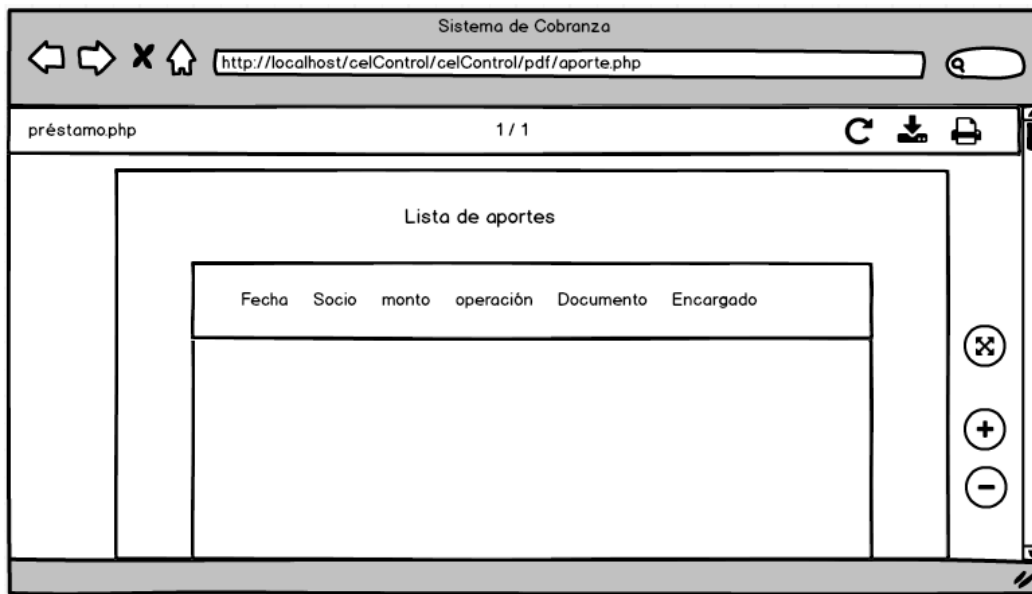 Sistema de Cobranza
http://localhost/celControl/celControl/pdf/aporte.php
préstamo.php 1 / 1
Lista de aportes
Fecha Socio monto operación Documento Encargado